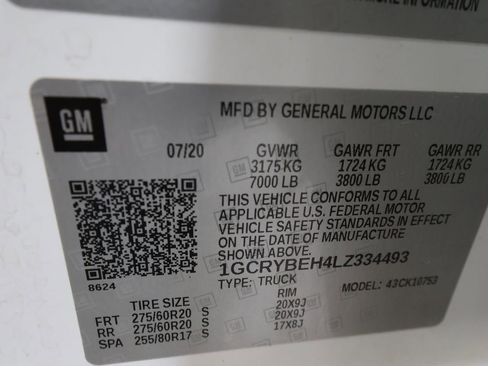 MORE INFORMATION
GM
MFD BY GENERAL MOTORS LLC
07/20 GVWR GAWR FRT GAWR RR
3175 KG 1724 KG 1724 KG
7000 LB 3800 LB 3800 LB
THIS VEHICLE CONFORMS TO ALL
APPLICABLE U.S. FEDERAL MOTOR
VEHICLE SAFETY STANDARDS IN EFFECT
ON THE DATE OF MANUFACTURE
SHOWN ABOVE.
1GCRYBEH4LZ334493
8624
TYPE: TRUCK MODEL: 43CK10753
TIRE SIZE RIM
FRT 275/60R20 S 20X9J
RR 275/60R20 S 20X9J
SPA 255/80R17 S 17X8J